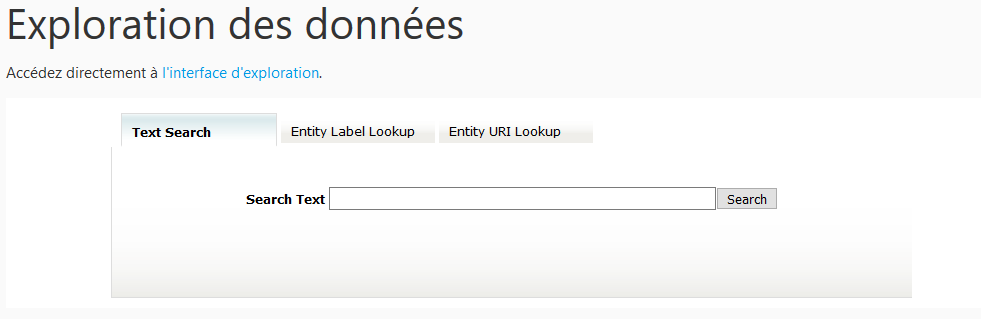 Exploration des données
Accédez directement à l'interface d'exploration.
Text Search Entity Label Lookup Entity URI Lookup
Search Text Search